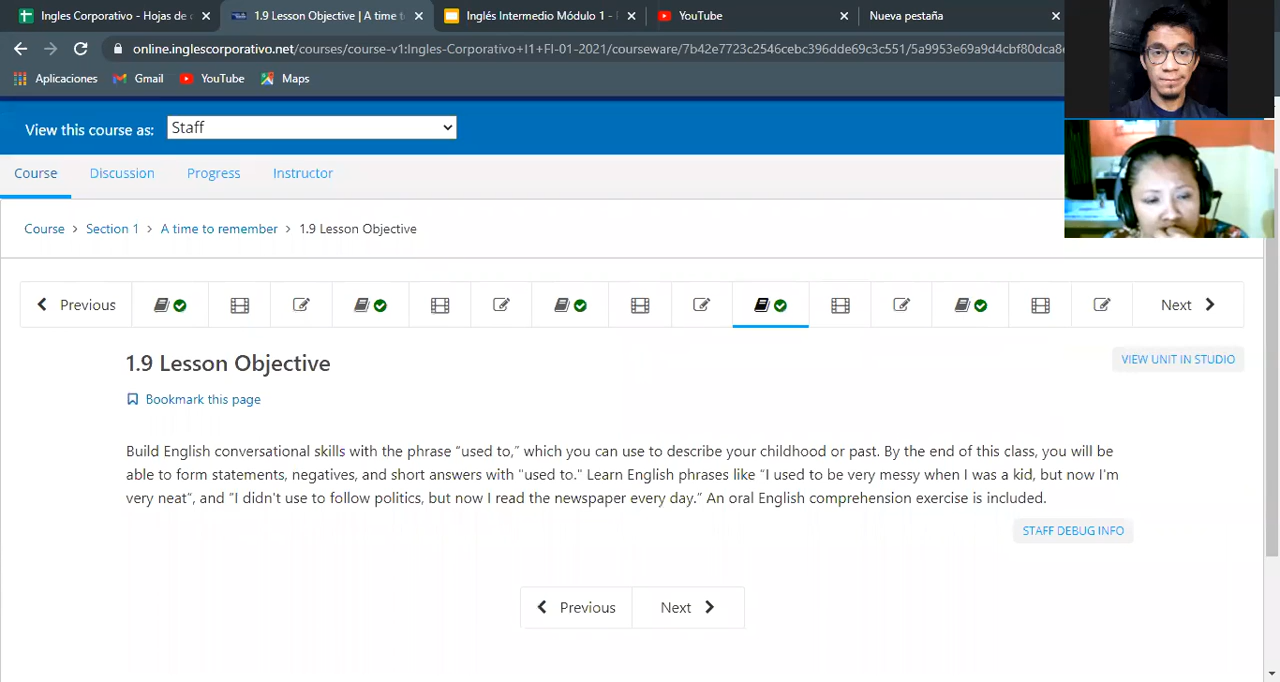 Ingles Corporativo - Hojas de
1.9 Lesson Objective | A time t
Inglés Intermedio Módulo 1 -
YouTube
Nueva pestaña
online.inglescorporativo.net/courses/course-v1:Ingles-Corporativo+I1+FI-01-2021/courseware/7b42e7723c2546cebc396dde69c3c551/5a9953e69a9d4cbf80dca8
Aplicaciones
Gmail
YouTube
Maps
View this course as:
Staff
Course
Discussion
Progress
Instructor
Course > Section 1 > A time to remember > 1.9 Lesson Objective
Previous
Next
1.9 Lesson Objective
VIEW UNIT IN STUDIO
Bookmark this page
Build English conversational skills with the phrase “used to,” which you can use to describe your childhood or past. By the end of this class, you will be
able to form statements, negatives, and short answers with "used to." Learn English phrases like “I used to be very messy when I was a kid, but now I’m
very neat”, and “I didn’t use to follow politics, but now I read the newspaper every day.” An oral English comprehension exercise is included.
STAFF DEBUG INFO
Previous
Next